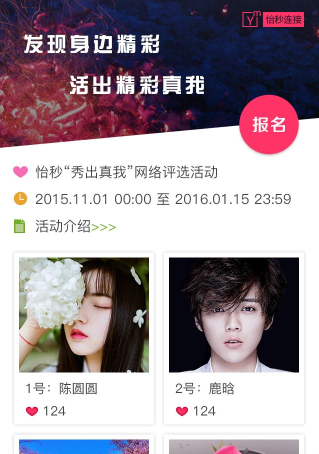 Ym 怡秒连接
发现身边精彩
活出精彩真我
报名
怡秒“秀出真我”网络评选活动
2015.11.01 00:00 至 2016.01.15 23:59
活动介绍>>>
1号：陈圆圆
124
2号：鹿晗
124